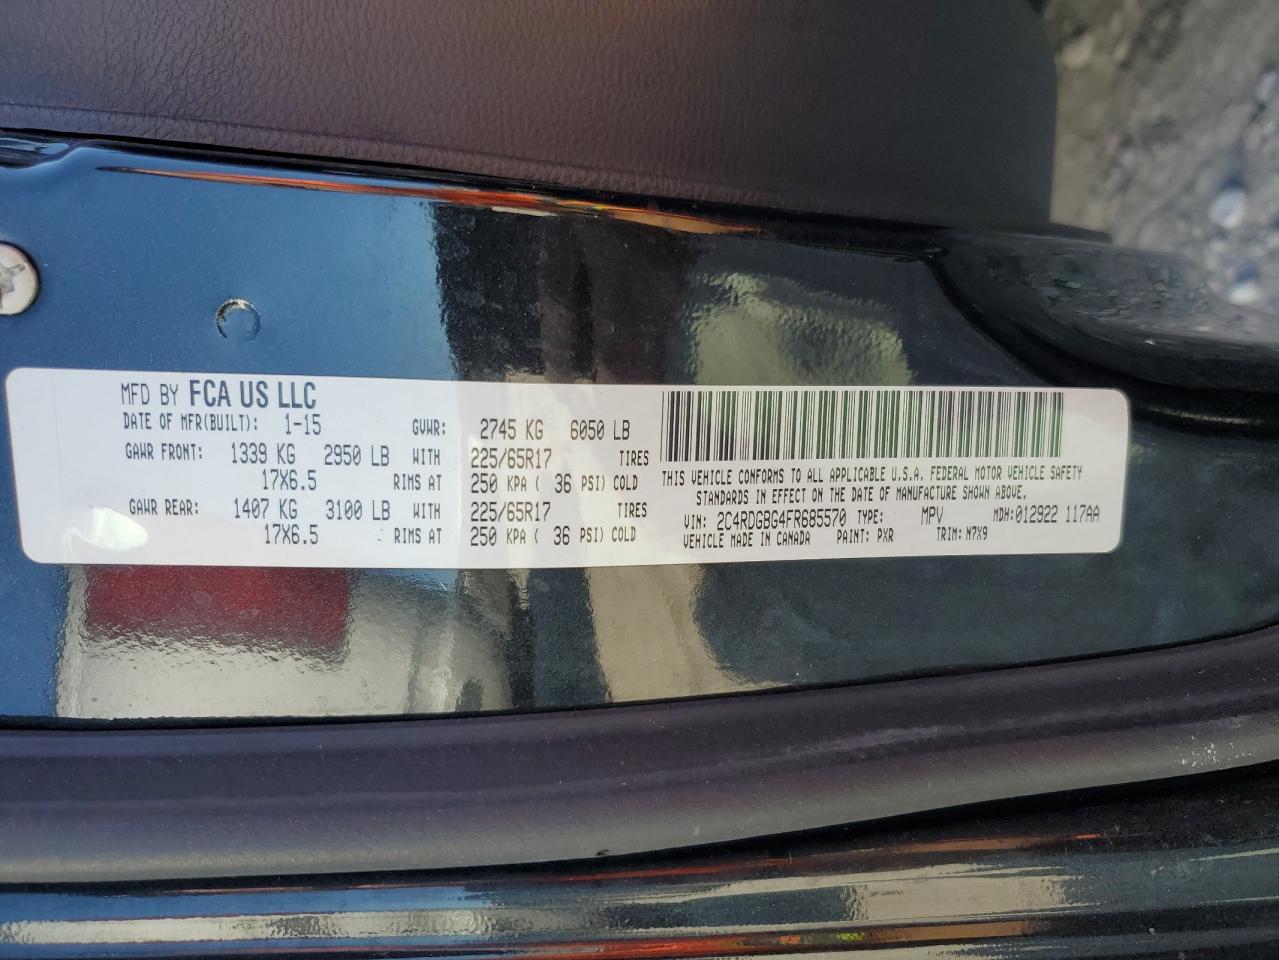 MFD BY FCA US LLC
DATE OF MFR(BUILT): 1-15 GVWR: 2745 KG 6050 LB
GAWR FRONT: 1339 KG 2950 LB WITH 225/65R17 TIRES
17X6.5 RIMS AT 250 KPA ( 36 PSI) COLD
GAWR REAR: 1407 KG 3100 LB WITH 225/65R17 TIRES
17X6.5 RIMS AT 250 KPA ( 36 PSI) COLD
THIS VEHICLE CONFORMS TO ALL APPLICABLE U.S.A. FEDERAL MOTOR VEHICLE SAFETY
STANDARDS IN EFFECT ON THE DATE OF MANUFACTURE SHOWN ABOVE.
VIN: 2C4RDGBG4FR685570 TYPE: MPV MDH: 012922 117AA
VEHICLE MADE IN CANADA PAINT: PXR TRIM: N7X9